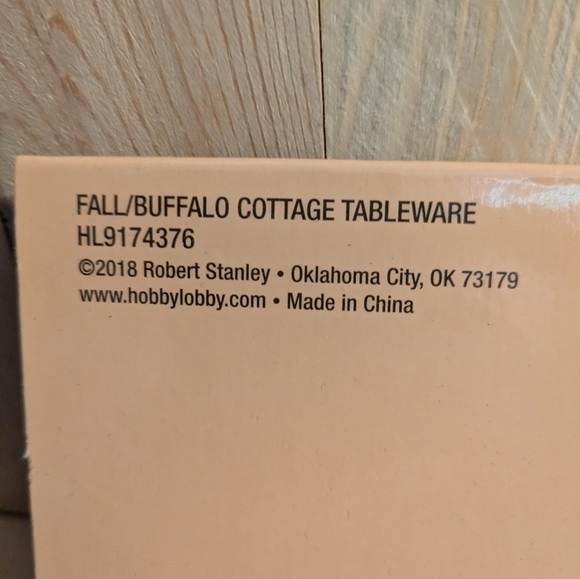 FALL/BUFFALO COTTAGE TABLEWARE
HL9174376
©2018 Robert Stanley • Oklahoma City, OK 73179
www.hobbylobby.com • Made in China